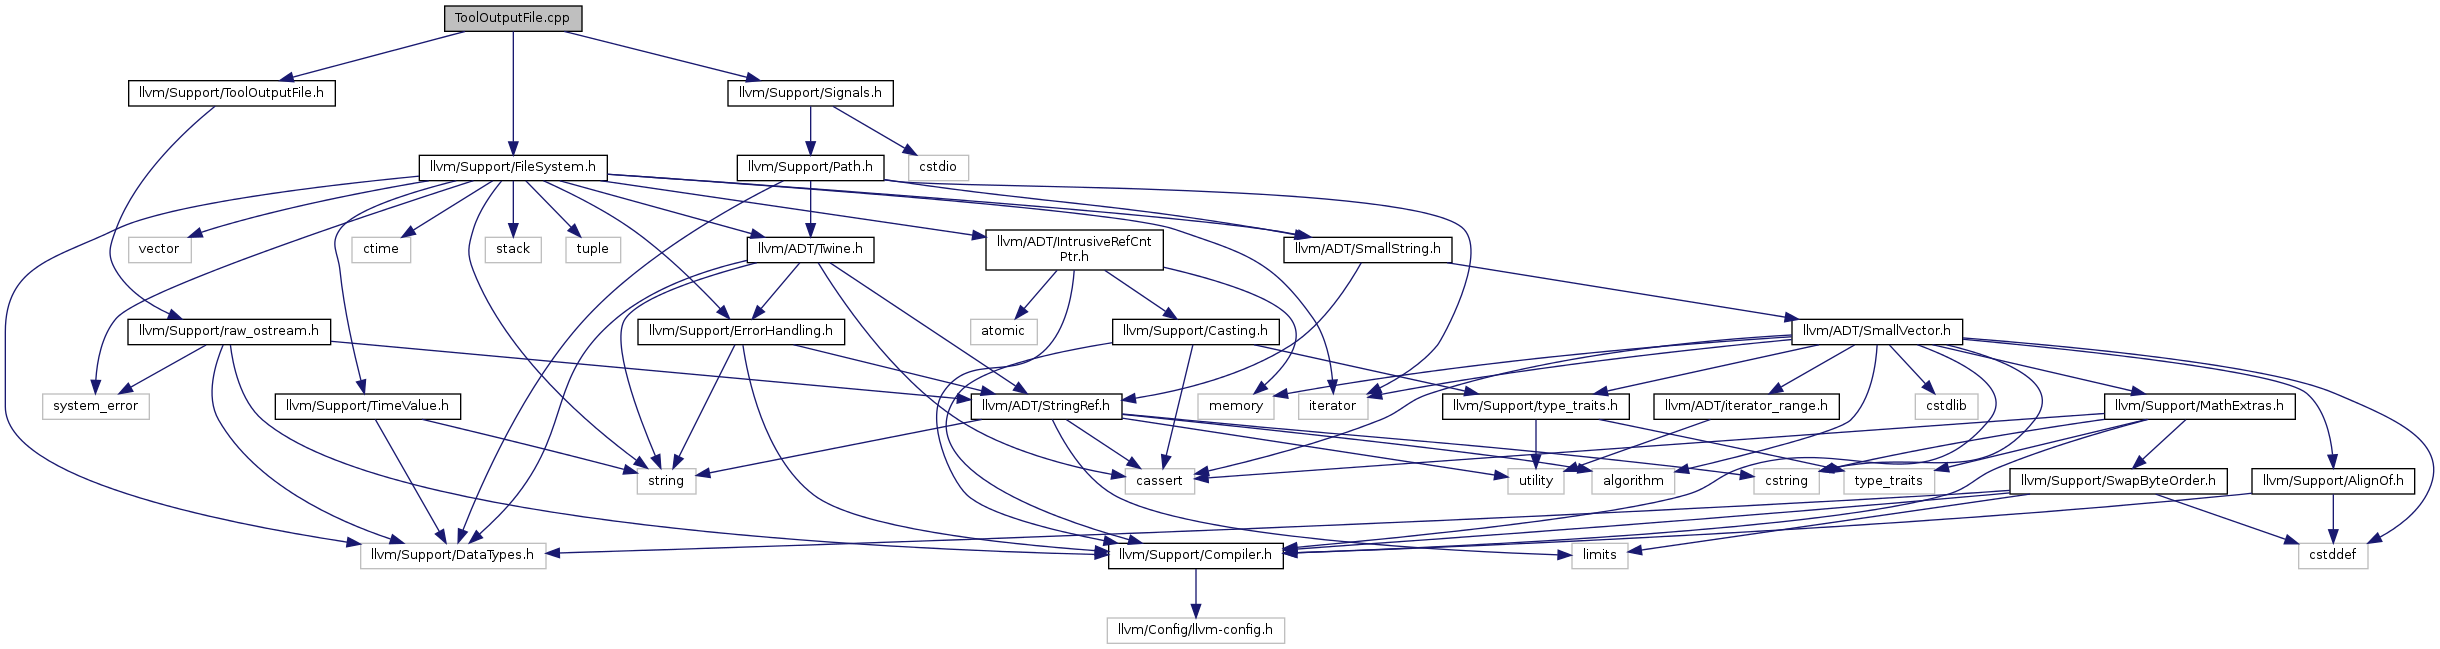 ToolOutputFile.cpp
llvm/Support/ToolOutputFile.h
llvm/Support/Signals.h
llvm/Support/FileSystem.h
llvm/Support/Path.h
cstdio
vector
ctime
stack
tuple
llvm/ADT/Twine.h
llvm/ADT/IntrusiveRefCnt
Ptr.h
llvm/ADT/SmallString.h
llvm/Support/raw_ostream.h
llvm/Support/ErrorHandling.h
atomic
llvm/Support/Casting.h
llvm/ADT/SmallVector.h
system_error
llvm/Support/TimeValue.h
llvm/ADT/StringRef.h
memory
iterator
llvm/Support/type_traits.h
llvm/ADT/iterator_range.h
cstdlib
llvm/Support/MathExtras.h
string
cassert
utility
algorithm
cstring
type_traits
llvm/Support/SwapByteOrder.h
llvm/Support/AlignOf.h
llvm/Support/DataTypes.h
llvm/Support/Compiler.h
limits
cstddef
llvm/Config/llvm-config.h